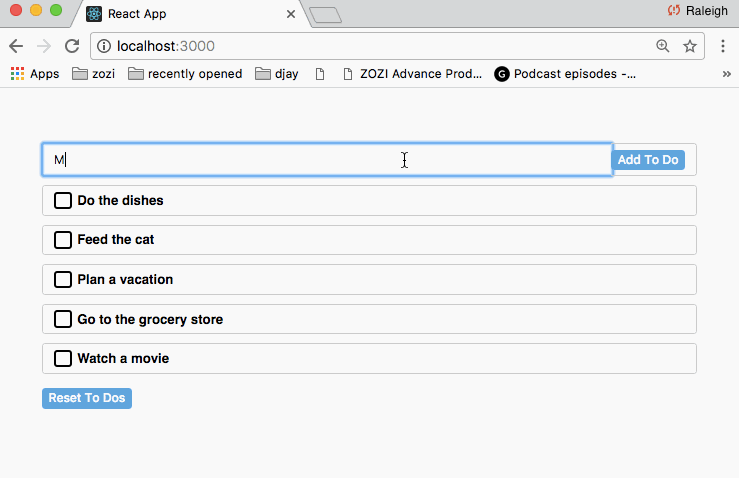 React App
Raleigh
localhost:3000
Apps zozi recently opened djay ZOZI Advance Prod... G Podcast episodes -... »
M Add To Do
Do the dishes
Feed the cat
Plan a vacation
Go to the grocery store
Watch a movie
Reset To Dos